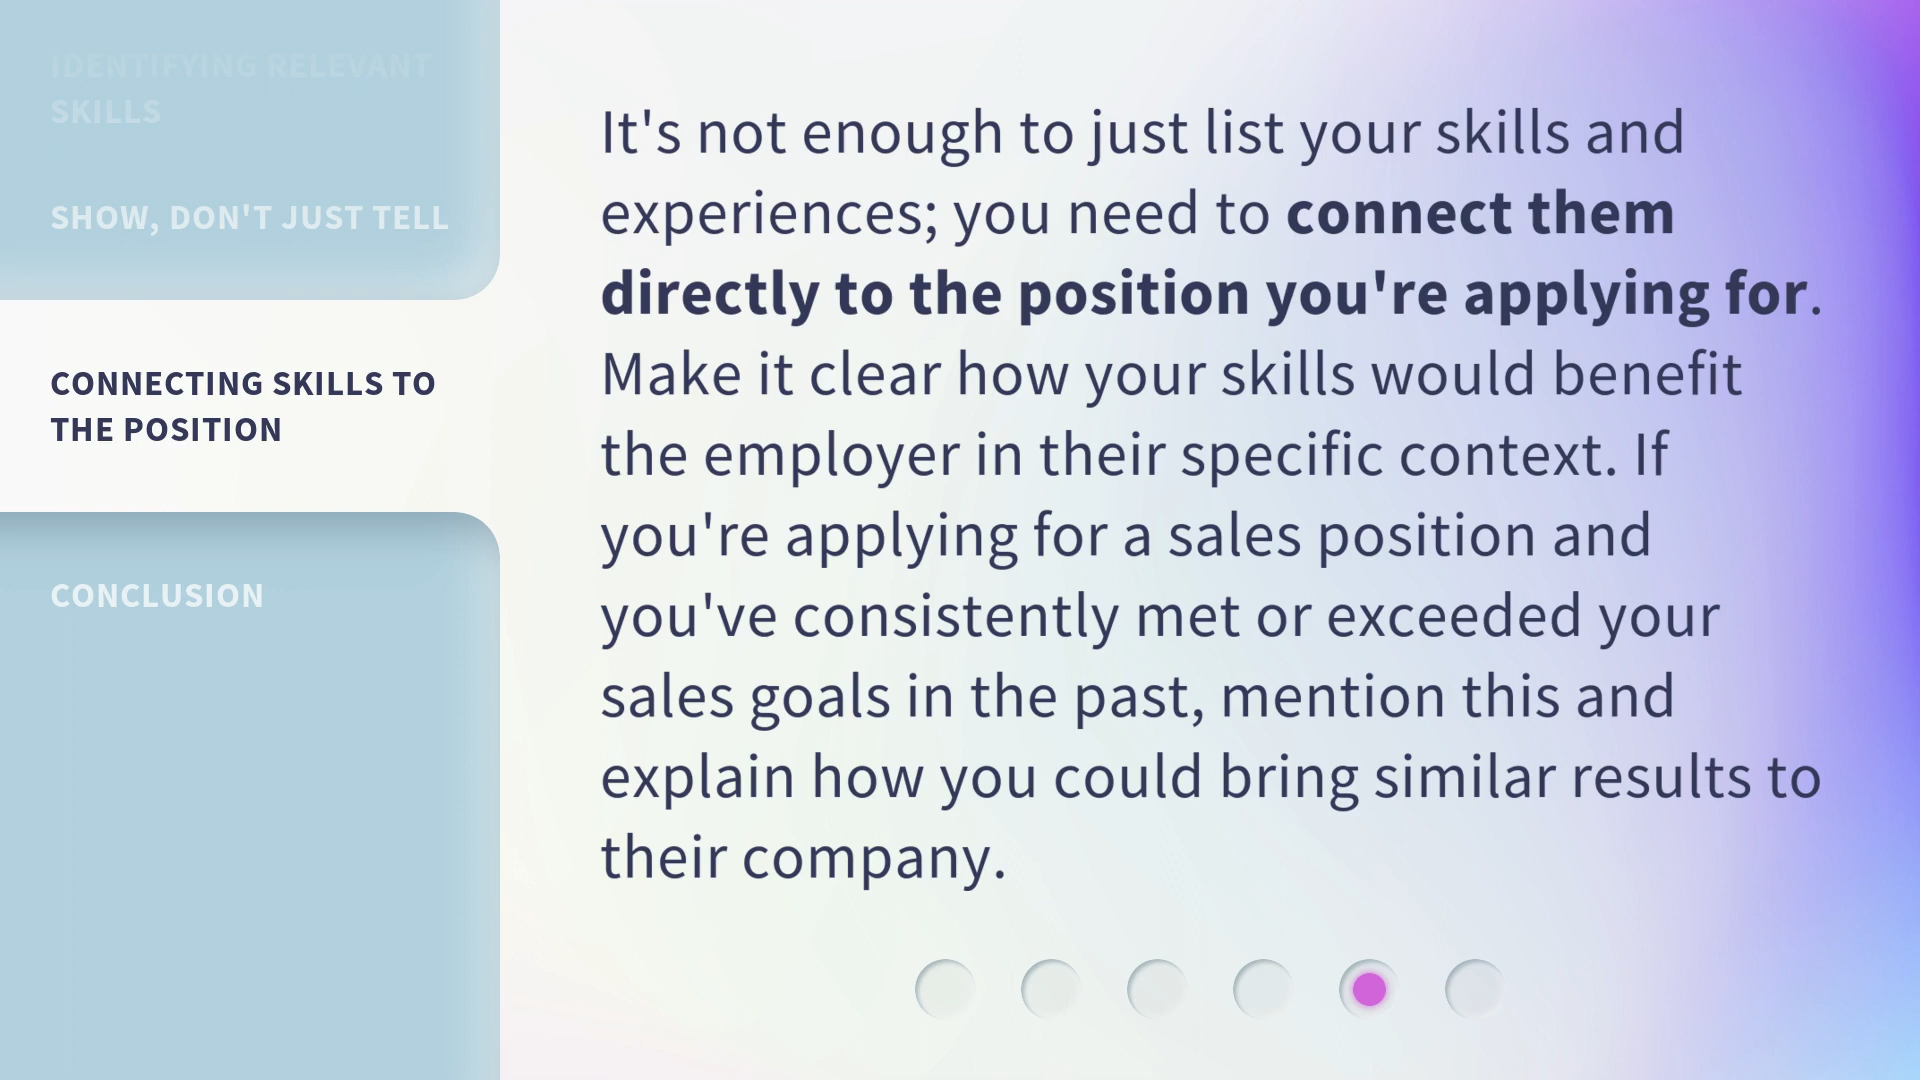 IDENTIFYING RELEVANT
SKILLS
SHOW, DON'T JUST TELL
CONNECTING SKILLS TO
THE POSITION
CONCLUSION
It's not enough to just list your skills and
experiences; you need to connect them
directly to the position you're applying for.
Make it clear how your skills would benefit
the employer in their specific context. If
you're applying for a sales position and
you've consistently met or exceeded your
sales goals in the past, mention this and
explain how you could bring similar results to
their company.